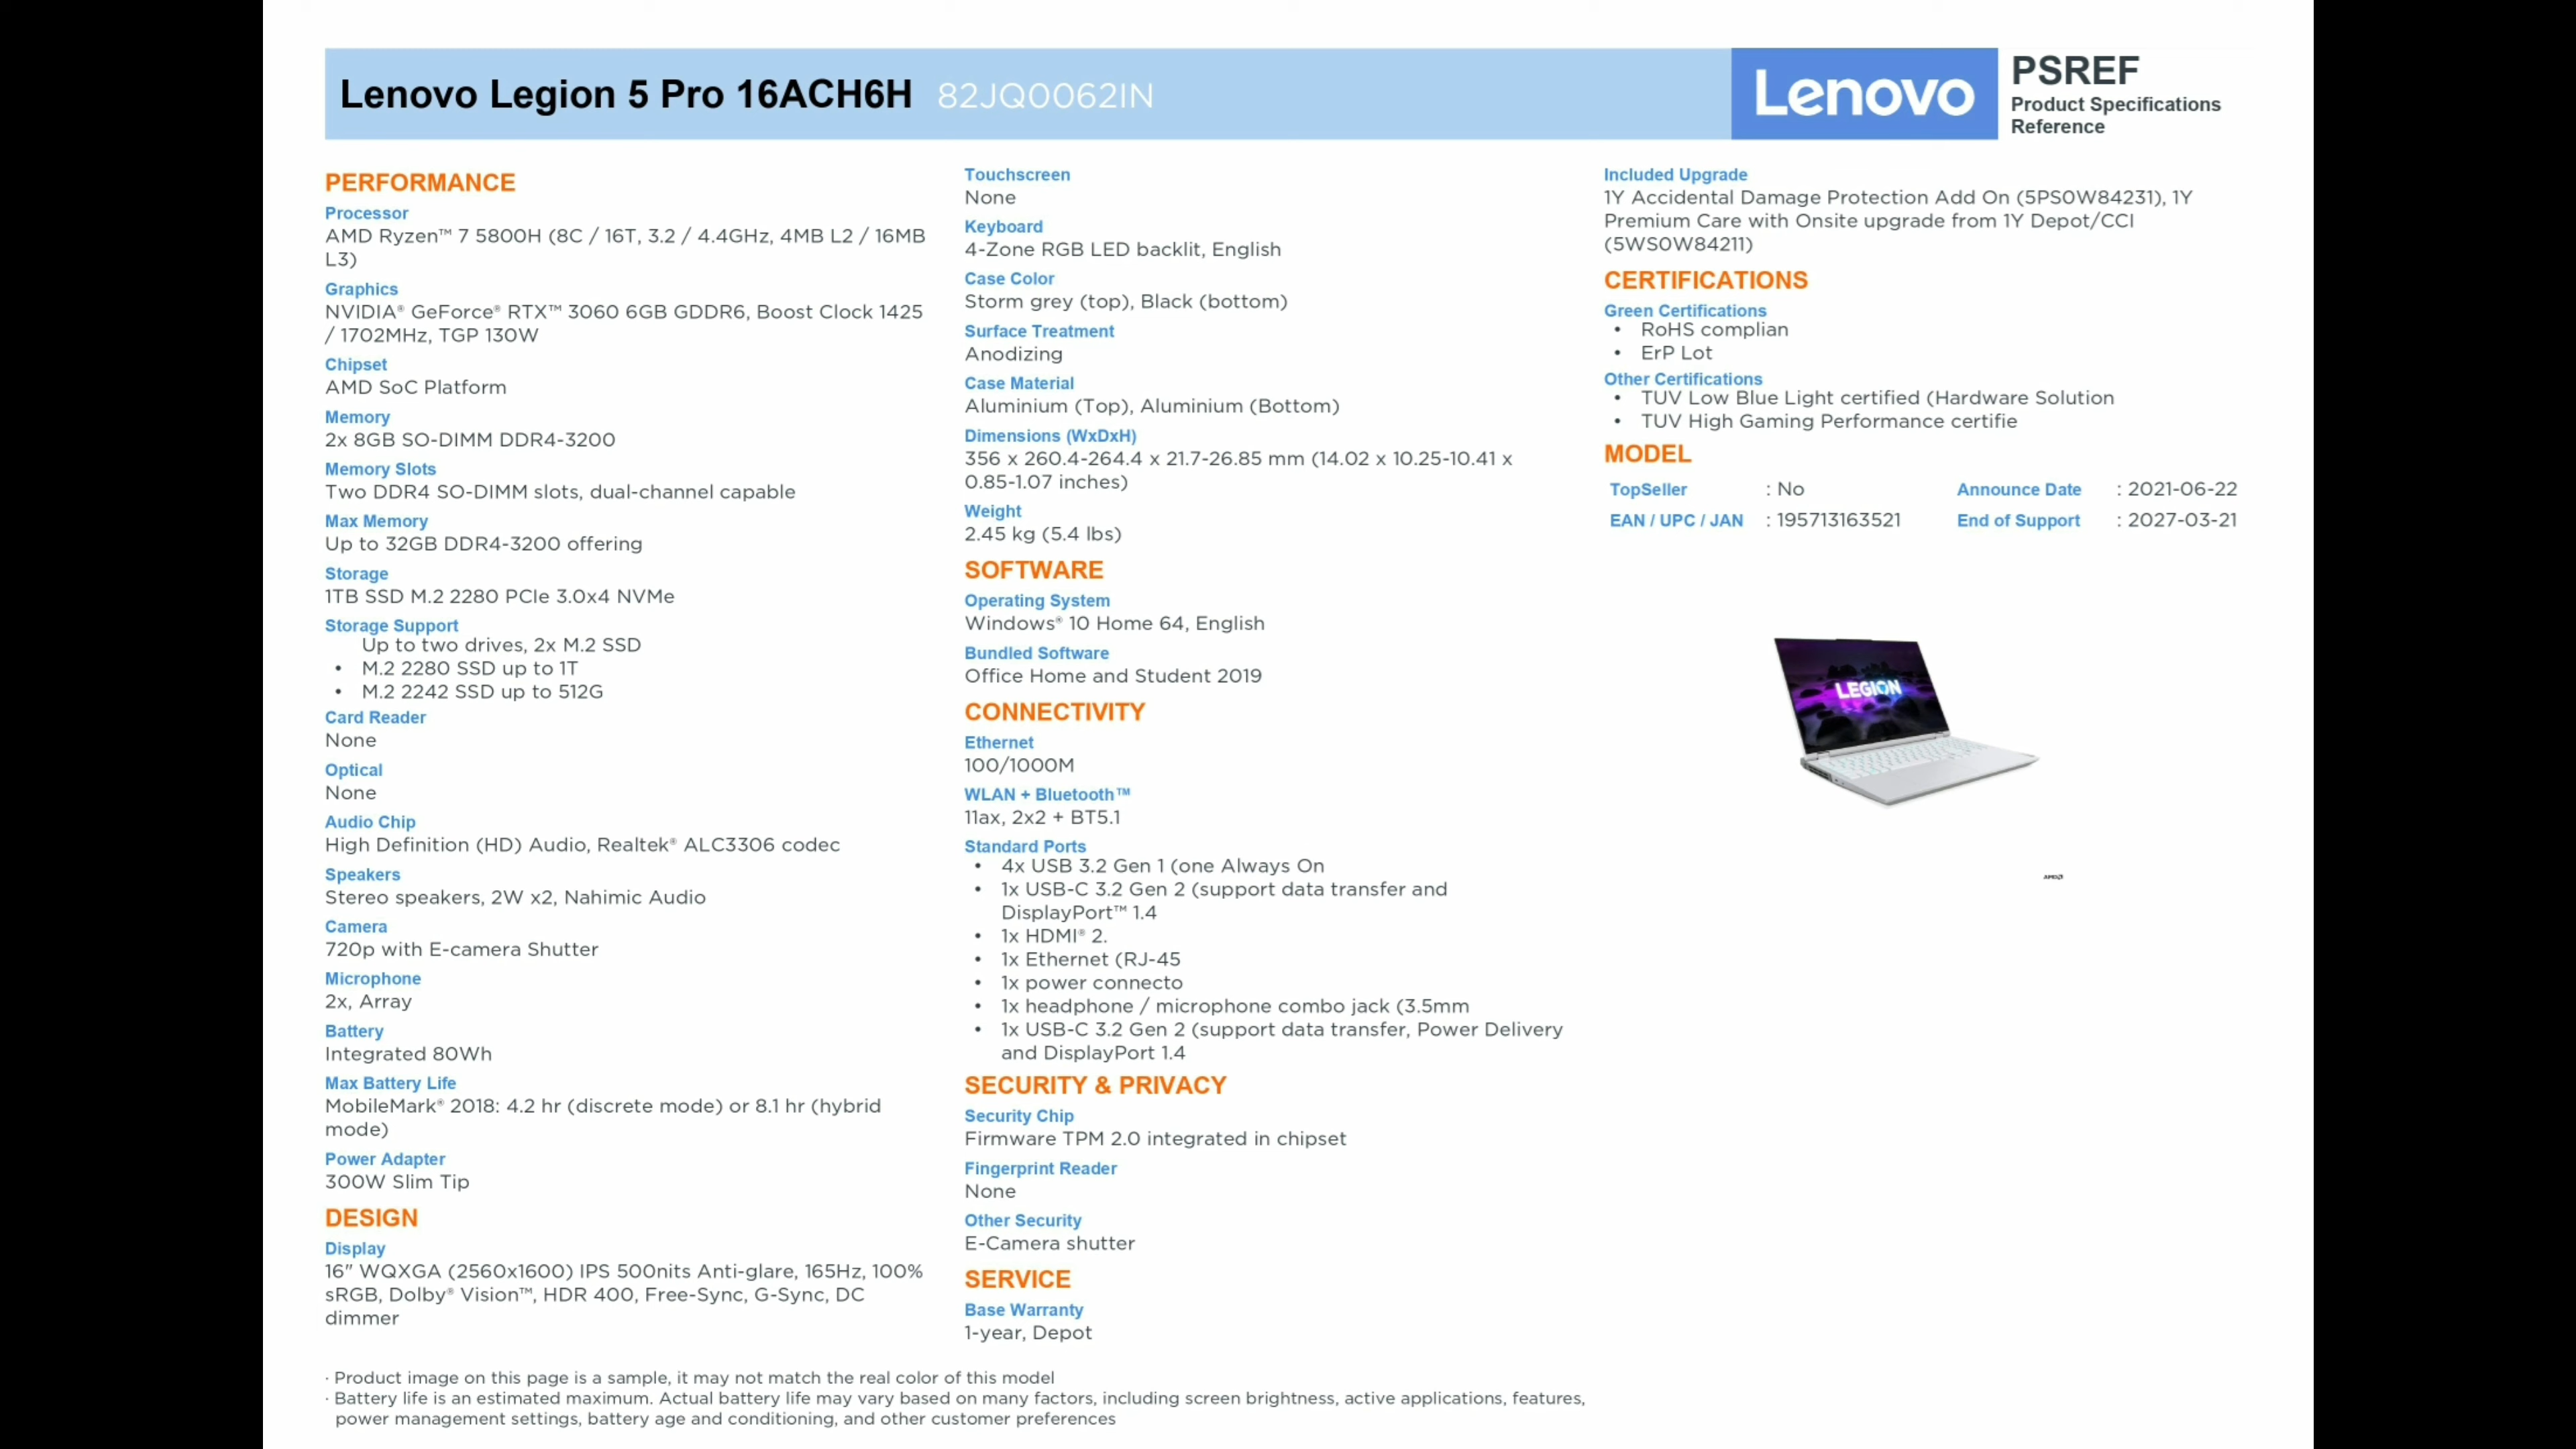 Lenovo Legion 5 Pro 16ACH6H 82JQ0062IN
Lenovo
PSREF
Product Specifications
Reference
PERFORMANCE
Processor
AMD Ryzen™ 7 5800H (8C / 16T, 3.2 / 4.4GHz, 4MB L2 / 16MB
L3)
Graphics
NVIDIA® GeForce® RTX™ 3060 6GB GDDR6, Boost Clock 1425
/ 1702MHz, TGP 130W
Chipset
AMD SoC Platform
Memory
2x 8GB SO-DIMM DDR4-3200
Memory Slots
Two DDR4 SO-DIMM slots, dual-channel capable
Max Memory
Up to 32GB DDR4-3200 offering
Storage
1TB SSD M.2 2280 PCIe 3.0x4 NVMe
Storage Support
Up to two drives, 2x M.2 SSD
• M.2 2280 SSD up to 1T
• M.2 2242 SSD up to 512G
Card Reader
None
Optical
None
Audio Chip
High Definition (HD) Audio, Realtek® ALC3306 codec
Speakers
Stereo speakers, 2W x2, Nahimic Audio
Camera
720p with E-camera Shutter
Microphone
2x, Array
Battery
Integrated 80Wh
Max Battery Life
MobileMark® 2018: 4.2 hr (discrete mode) or 8.1 hr (hybrid
mode)
Power Adapter
300W Slim Tip
DESIGN
Display
16" WQXGA (2560x1600) IPS 500nits Anti-glare, 165Hz, 100%
sRGB, Dolby® Vision™, HDR 400, Free-Sync, G-Sync, DC
dimmer
Touchscreen
None
Keyboard
4-Zone RGB LED backlit, English
Case Color
Storm grey (top), Black (bottom)
Surface Treatment
Anodizing
Case Material
Aluminium (Top), Aluminium (Bottom)
Dimensions (WxDxH)
356 x 260.4-264.4 x 21.7-26.85 mm (14.02 x 10.25-10.41 x
0.85-1.07 inches)
Weight
2.45 kg (5.4 lbs)
SOFTWARE
Operating System
Windows® 10 Home 64, English
Bundled Software
Office Home and Student 2019
CONNECTIVITY
Ethernet
100/1000M
WLAN + Bluetooth™
11ax, 2x2 + BT5.1
Standard Ports
• 4x USB 3.2 Gen 1 (one Always On
• 1x USB-C 3.2 Gen 2 (support data transfer and
DisplayPort™ 1.4
• 1x HDMI® 2.
• 1x Ethernet (RJ-45
• 1x power connecto
• 1x headphone / microphone combo jack (3.5mm
• 1x USB-C 3.2 Gen 2 (support data transfer, Power Delivery
and DisplayPort 1.4
SECURITY & PRIVACY
Security Chip
Firmware TPM 2.0 integrated in chipset
Fingerprint Reader
None
Other Security
E-Camera shutter
SERVICE
Base Warranty
1-year, Depot
Included Upgrade
1Y Accidental Damage Protection Add On (5PS0W84231), 1Y
Premium Care with Onsite upgrade from 1Y Depot/CCI
(5WS0W84211)
CERTIFICATIONS
Green Certifications
• RoHS complian
• ErP Lot
Other Certifications
• TUV Low Blue Light certified (Hardware Solution
• TUV High Gaming Performance certifie
MODEL
TopSeller : No Announce Date : 2021-06-22
EAN / UPC / JAN : 195713163521 End of Support : 2027-03-21
LEGION
AMD
· Product image on this page is a sample, it may not match the real color of this model
· Battery life is an estimated maximum. Actual battery life may vary based on many factors, including screen brightness, active applications, features,
power management settings, battery age and conditioning, and other customer preferences